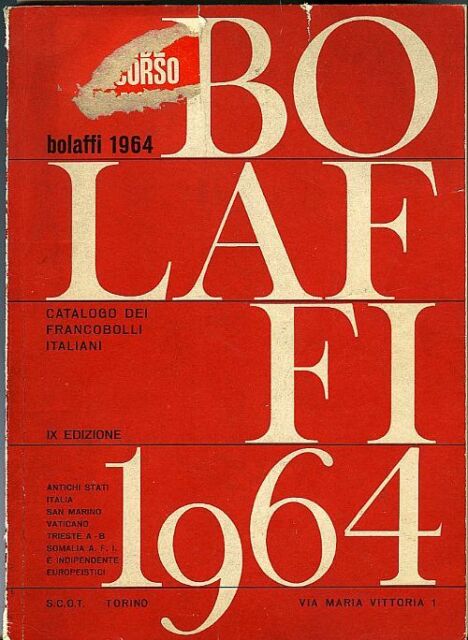 CORSO
BO
bolaffi 1964
LAF
FI
CATALOGO DEI
FRANCOBOLLI
ITALIANI
IX EDIZIONE
1964
ANTICHI STATI
ITALIA
SAN MARINO
VATICANO
TRIESTE A - B
SOMALIA A. F. I.
E INDIPENDENTE
EUROPEISTICI
S.C.O.T. TORINO VIA MARIA VITTORIA 1